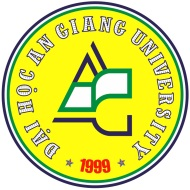 ĐẠI HỌC AN GIANG UNIVERSITY
1999